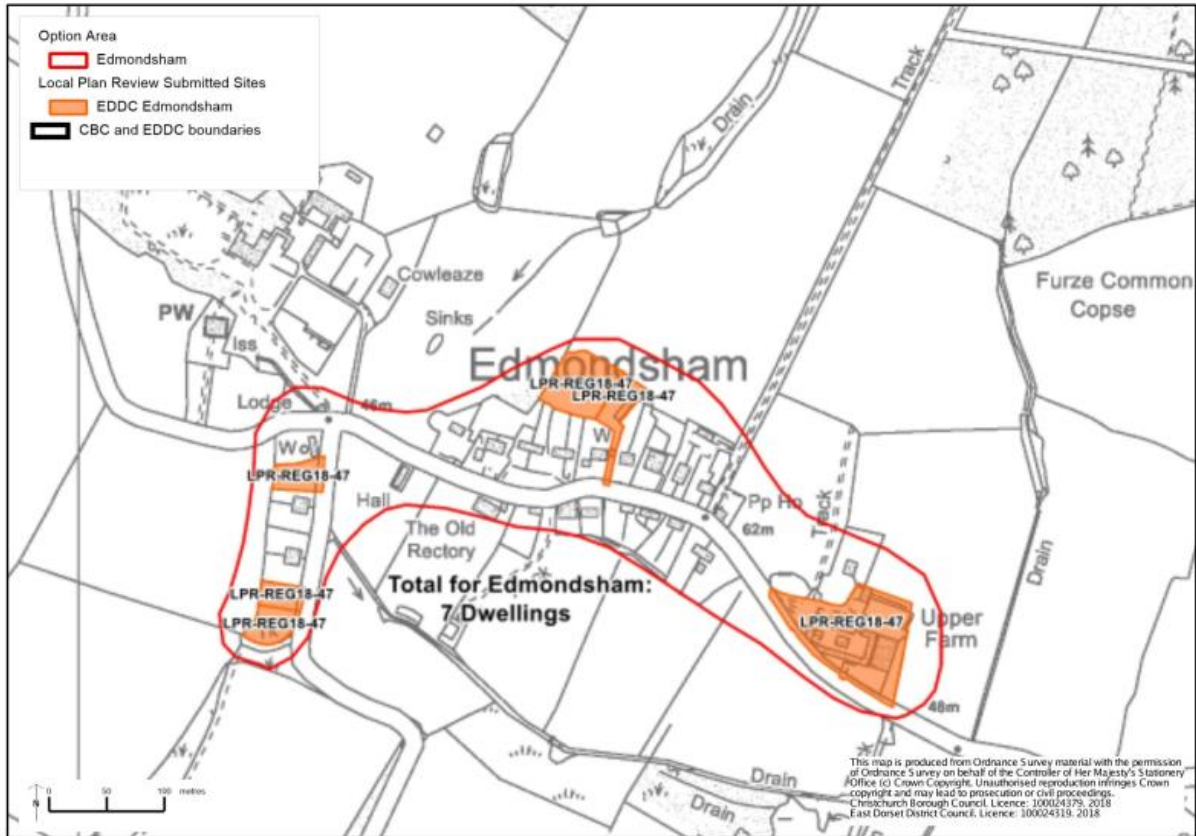 Option Area
Edmondsham
Local Plan Review Submitted Sites
EDDC Edmondsham
CBC and EDDC boundaries
Track
Drain
Cowleaze
Furze Common
Copse
PW
Sinks
Iss
Edmondsham
LPR-REG18-47
LPR-REG18-47
Lodge
46m
W
W
LPR-REG18-47
Hall
Pp Ho
62m
Track
The Old
Rectory
Drain
Total for Edmondsham:
7 Dwellings
LPR-REG18-47
LPR-REG18-47
LPR-REG18-47
Upper
Farm
48m
This map is produced from Ordnance Survey material with the permission
of Ordnance Survey on behalf of the Controller of Her Majesty's Stationery
Office (c) Crown Copyright. Unauthorised reproduction infringes Crown
copyright and may lead to prosecution or civil proceedings.
Christchurch Borough Council. Licence: 100024379. 2018
East Dorset District Council. Licence: 100024319. 2018
Drain
Drain
N
0 50 100 metres